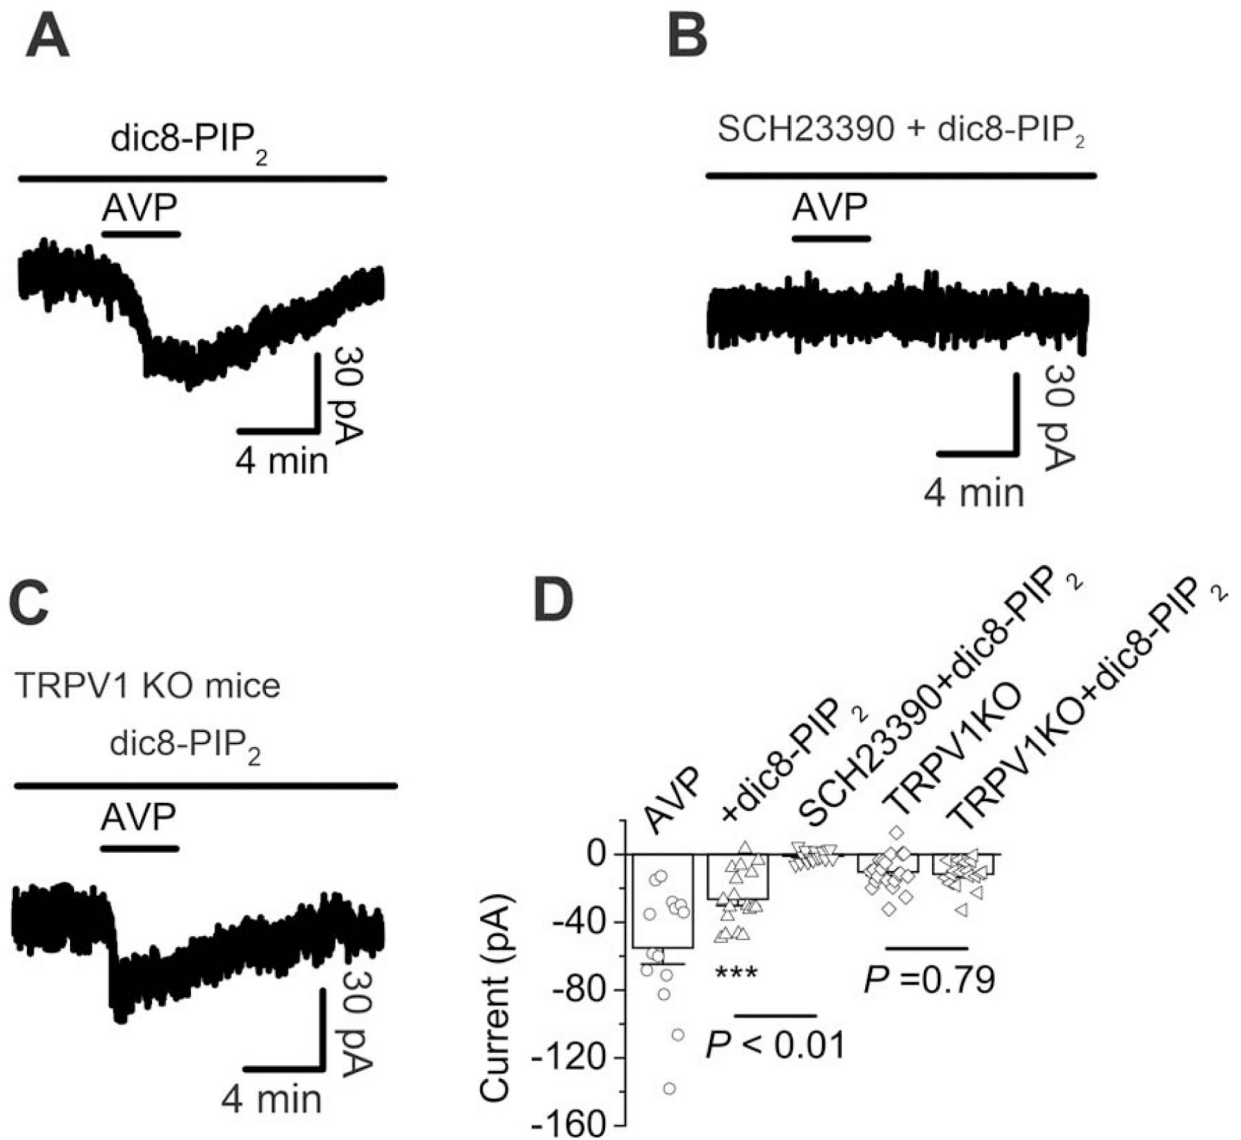 A
dic8-PIP2
AVP
30 pA
4 min
B
SCH23390 + dic8-PIP2
AVP
30 pA
4 min
C
TRPV1 KO mice
dic8-PIP2
AVP
30 pA
4 min
D
AVP
+dic8-PIP2
SCH23390+dic8-PIP2
TRPV1KO
TRPV1KO+dic8-PIP2
Current (pA)
0
-40
-80
-120
-160
***
P < 0.01
P =0.79